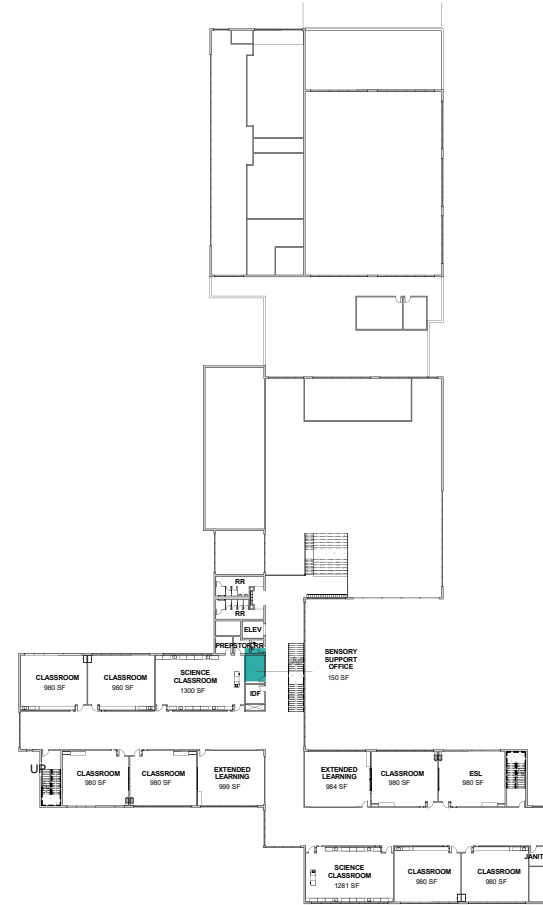 RR
RR
ELEV
PREP STOR RR
SENSORY
SUPPORT
OFFICE
150 SF
SCIENCE
CLASSROOM
1300 SF
CLASSROOM
980 SF
CLASSROOM
980 SF
IDF
UP
CLASSROOM
980 SF
CLASSROOM
980 SF
EXTENDED
LEARNING
999 SF
EXTENDED
LEARNING
984 SF
CLASSROOM
980 SF
ESL
980 SF
SCIENCE
CLASSROOM
1281 SF
CLASSROOM
980 SF
CLASSROOM
980 SF
JANIT